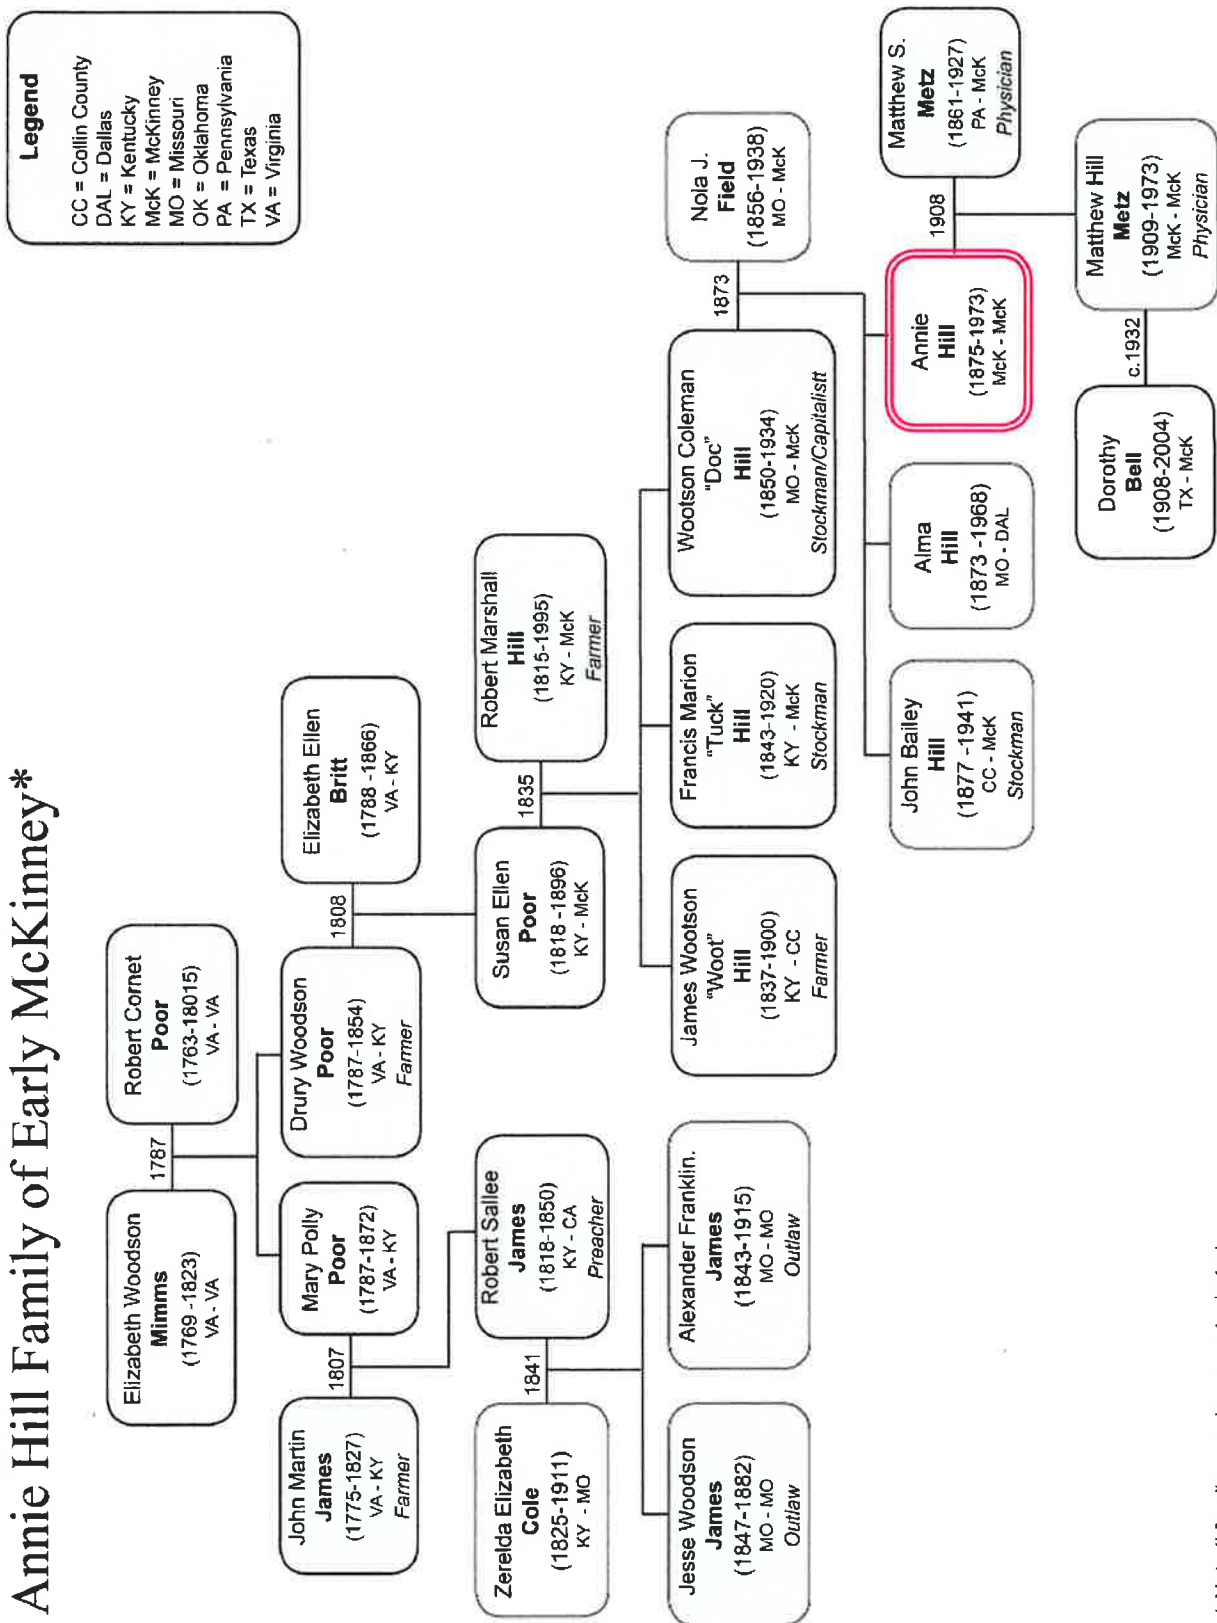 Annie Hill Family of Early McKinney*
Legend
CC = Collin County
DAL = Dallas
KY = Kentucky
McK = McKinney
MO = Missouri
OK = Oklahoma
PA = Pennsylvania
TX = Texas
VA = Virginia
Elizabeth Woodson
Mimms
(1769 -1823)
VA - VA
1787
Robert Cornet
Poor
(1763-18015)
VA - VA
John Martin
James
(1775-1827)
VA - KY
Farmer
1807
Mary Polly
Poor
(1787-1872)
VA - KY
Drury Woodson
Poor
(1787-1854)
VA - KY
Farmer
1808
Elizabeth Ellen
Britt
(1788 -1866)
VA - KY
Zerelda Elizabeth
Cole
(1825-1911)
KY - MO
1841
Robert Sallee
James
(1818-1850)
KY - CA
Preacher
Susan Ellen
Poor
(1818 -1896)
KY - McK
1835
Robert Marshall
Hill
(1815-1995)
KY - McK
Farmer
Jesse Woodson
James
(1847-1882)
MO - MO
Outlaw
Alexander Franklin.
James
(1843-1915)
MO - MO
Outlaw
James Wootson
"Woot"
Hill
(1837-1900)
KY - CC
Farmer
Francis Marion
"Tuck"
Hill
(1843-1920)
KY - McK
Stockman
Wootson Coleman
"Doc"
Hill
(1850-1934)
MO - McK
Stockman/Capitalistt
1873
Nola J.
Field
(1856-1938)
MO - McK
John Bailey
Hill
(1877 -1941)
CC - McK
Stockman
Alma
Hill
(1873 -1968)
MO - DAL
Annie
Hill
(1875-1973)
McK - McK
1908
Matthew S.
Metz
(1861-1927)
PA - McK
Physician
Dorothy
Bell
(1908-2004)
TX - McK
c.1932
Matthew Hill
Metz
(1909-1973)
McK - McK
Physician